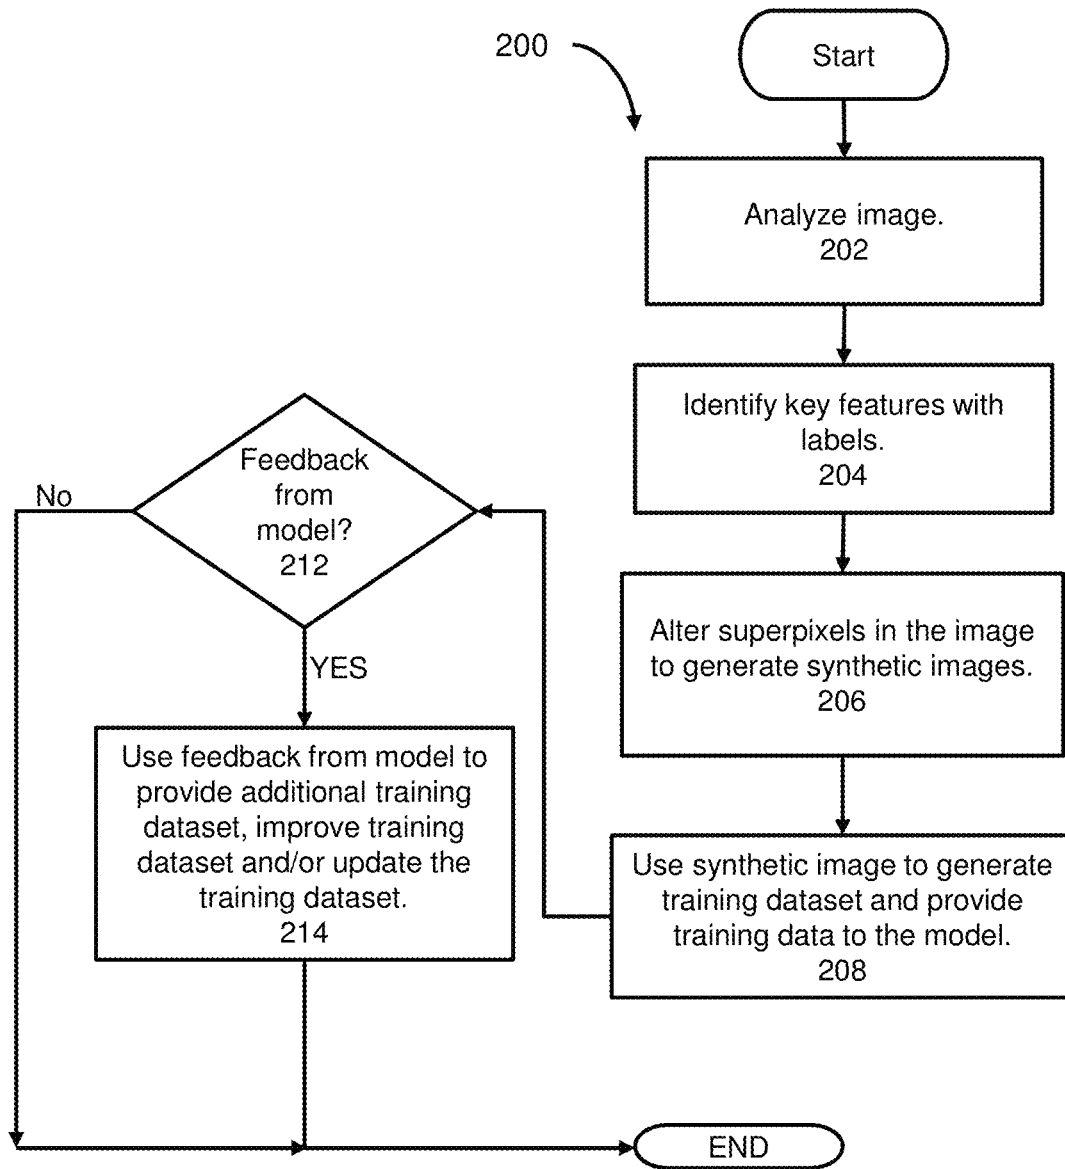 200
Start
Analyze image.
202
Identify key features with
labels.
204
Alter superpixels in the image
to generate synthetic images.
206
Use synthetic image to generate
training dataset and provide
training data to the model.
208
Feedback
from
model?
212
No
YES
Use feedback from model to
provide additional training
dataset, improve training
dataset and/or update the
training dataset.
214
END